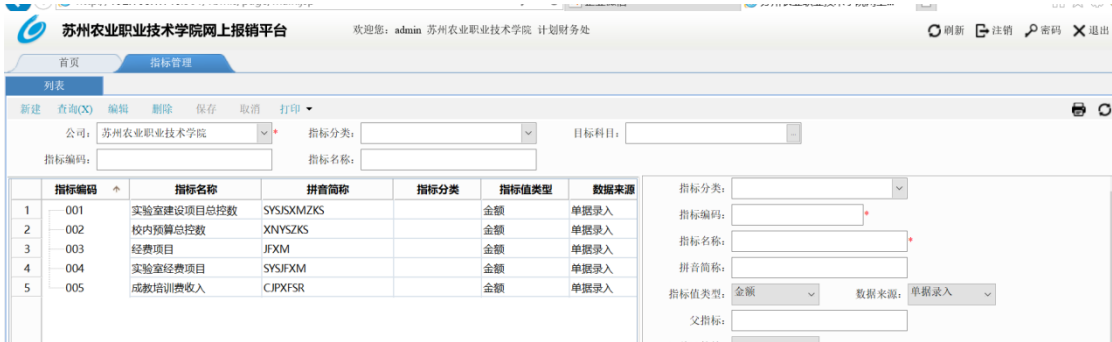 苏州农业职业技术学院网上报销平台 欢迎您：admin 苏州农业职业技术学院 计划财务处 刷新 注销 密码 退出
首页 指标管理
列表
新建 查询(X) 编辑 删除 保存 取消 打印
公司： 苏州农业职业技术学院 * 指标分类： 目标科目： ...
指标编码： 指标名称：
指标编码 指标名称 拼音简称 指标分类 指标值类型 数据来源
1 001 实验室建设项目总控数 SYSJSXMZKS 金额 单据录入
2 002 校内预算总控数 XNYSZKS 金额 单据录入
3 003 经费项目 JFXM 金额 单据录入
4 004 实验室经费项目 SYSJFXM 金额 单据录入
5 005 成教培训费收入 CJPXFSR 金额 单据录入
指标分类：
指标编码： *
指标名称： *
拼音简称：
指标值类型： 金额 数据来源： 单据录入
父指标：